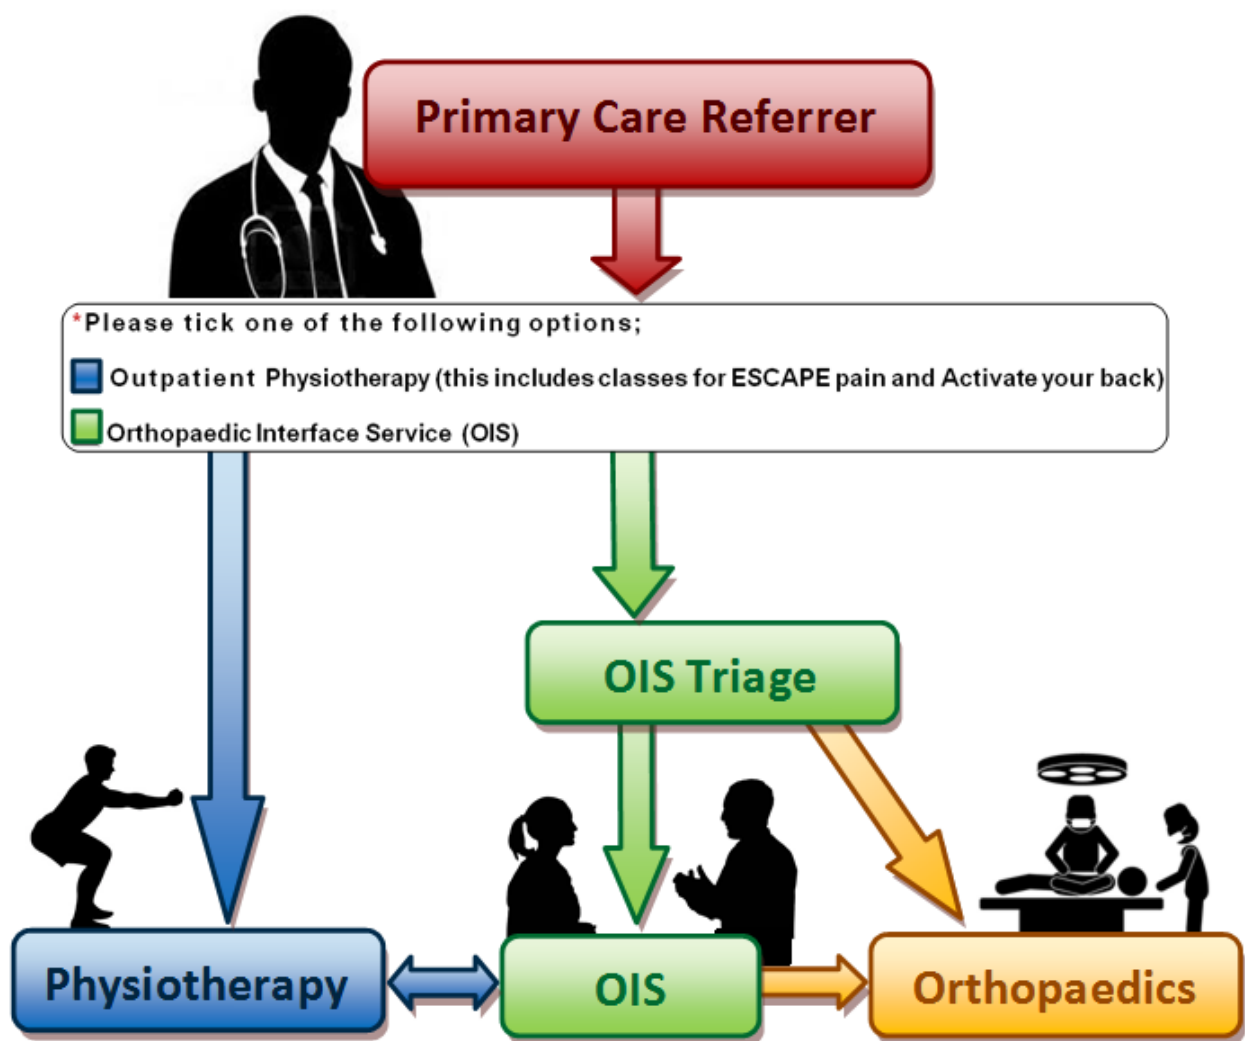 Primary Care Referrer
*Please tick one of the following options;
Outpatient Physiotherapy (this includes classes for ESCAPE pain and Activate your back)
Orthopaedic Interface Service (OIS)
OIS Triage
Physiotherapy
OIS
Orthopaedics